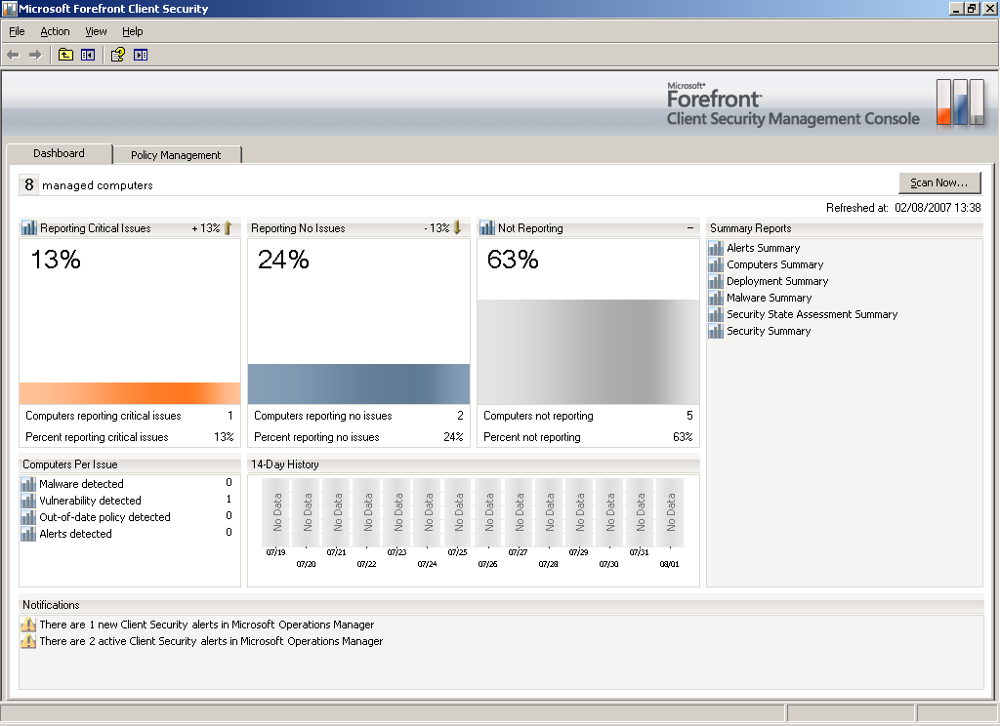 Microsoft Forefront Client Security
File Action View Help
Microsoft®
Forefront™
Client Security Management Console
Dashboard Policy Management
8 managed computers Scan Now...
Refreshed at: 02/08/2007 13:38
Reporting Critical Issues +13%
13%
Computers reporting critical issues 1
Percent reporting critical issues 13%
Reporting No Issues -13%
24%
Computers reporting no issues 2
Percent reporting no issues 24%
Not Reporting –
63%
Computers not reporting 5
Percent not reporting 63%
Summary Reports
Alerts Summary
Computers Summary
Deployment Summary
Malware Summary
Security State Assessment Summary
Security Summary
Computers Per Issue
Malware detected 0
Vulnerability detected 1
Out-of-date policy detected 0
Alerts detected 0
14-Day History
No Data No Data No Data No Data No Data No Data No Data No Data No Data No Data No Data No Data No Data No Data
07/19 07/21 07/23 07/25 07/27 07/29 07/31
07/20 07/22 07/24 07/26 07/28 07/30 08/01
Notifications
There are 1 new Client Security alerts in Microsoft Operations Manager
There are 2 active Client Security alerts in Microsoft Operations Manager